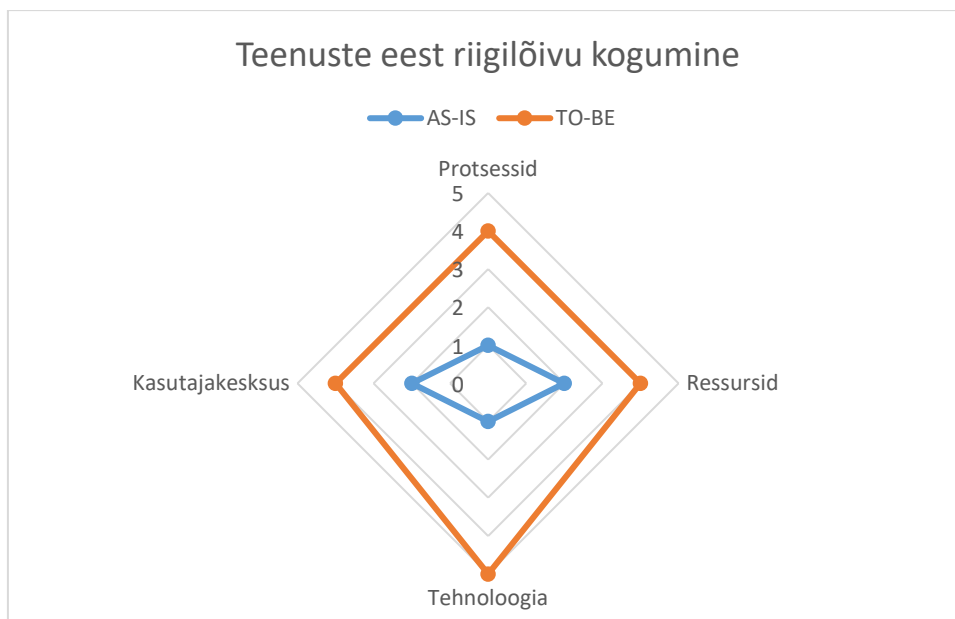 Teenuste eest riigilõivu kogumine
AS-IS
TO-BE
Protsessid
5
4
3
2
1
0
Kasutajakesksus
Ressursid
Tehnoloogia